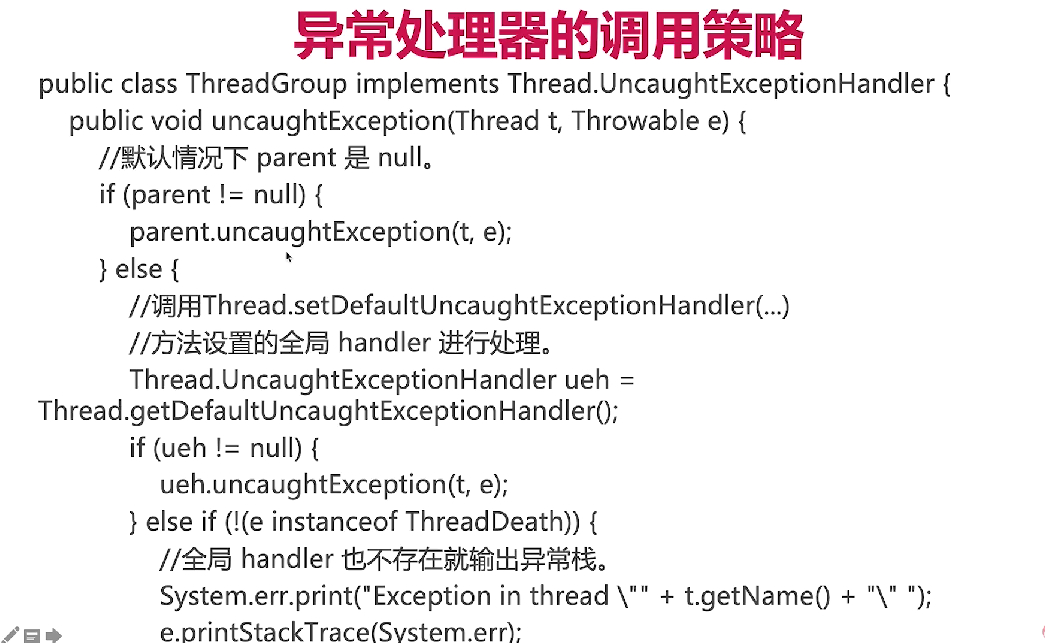 异常处理器的调用策略
public class ThreadGroup implements Thread.UncaughtExceptionHandler {
public void uncaughtException(Thread t, Throwable e) {
//默认情况下 parent 是 null。
if (parent != null) {
parent.uncaughtException(t, e);
} else {
//调用Thread.setDefaultUncaughtExceptionHandler(...)
//方法设置的全局 handler 进行处理。
Thread.UncaughtExceptionHandler ueh =
Thread.getDefaultUncaughtExceptionHandler();
if (ueh != null) {
ueh.uncaughtException(t, e);
} else if (!(e instanceof ThreadDeath)) {
//全局 handler 也不存在就输出异常栈。
System.err.print("Exception in thread \"" + t.getName() + "\" ");
e.printStackTrace(System.err);